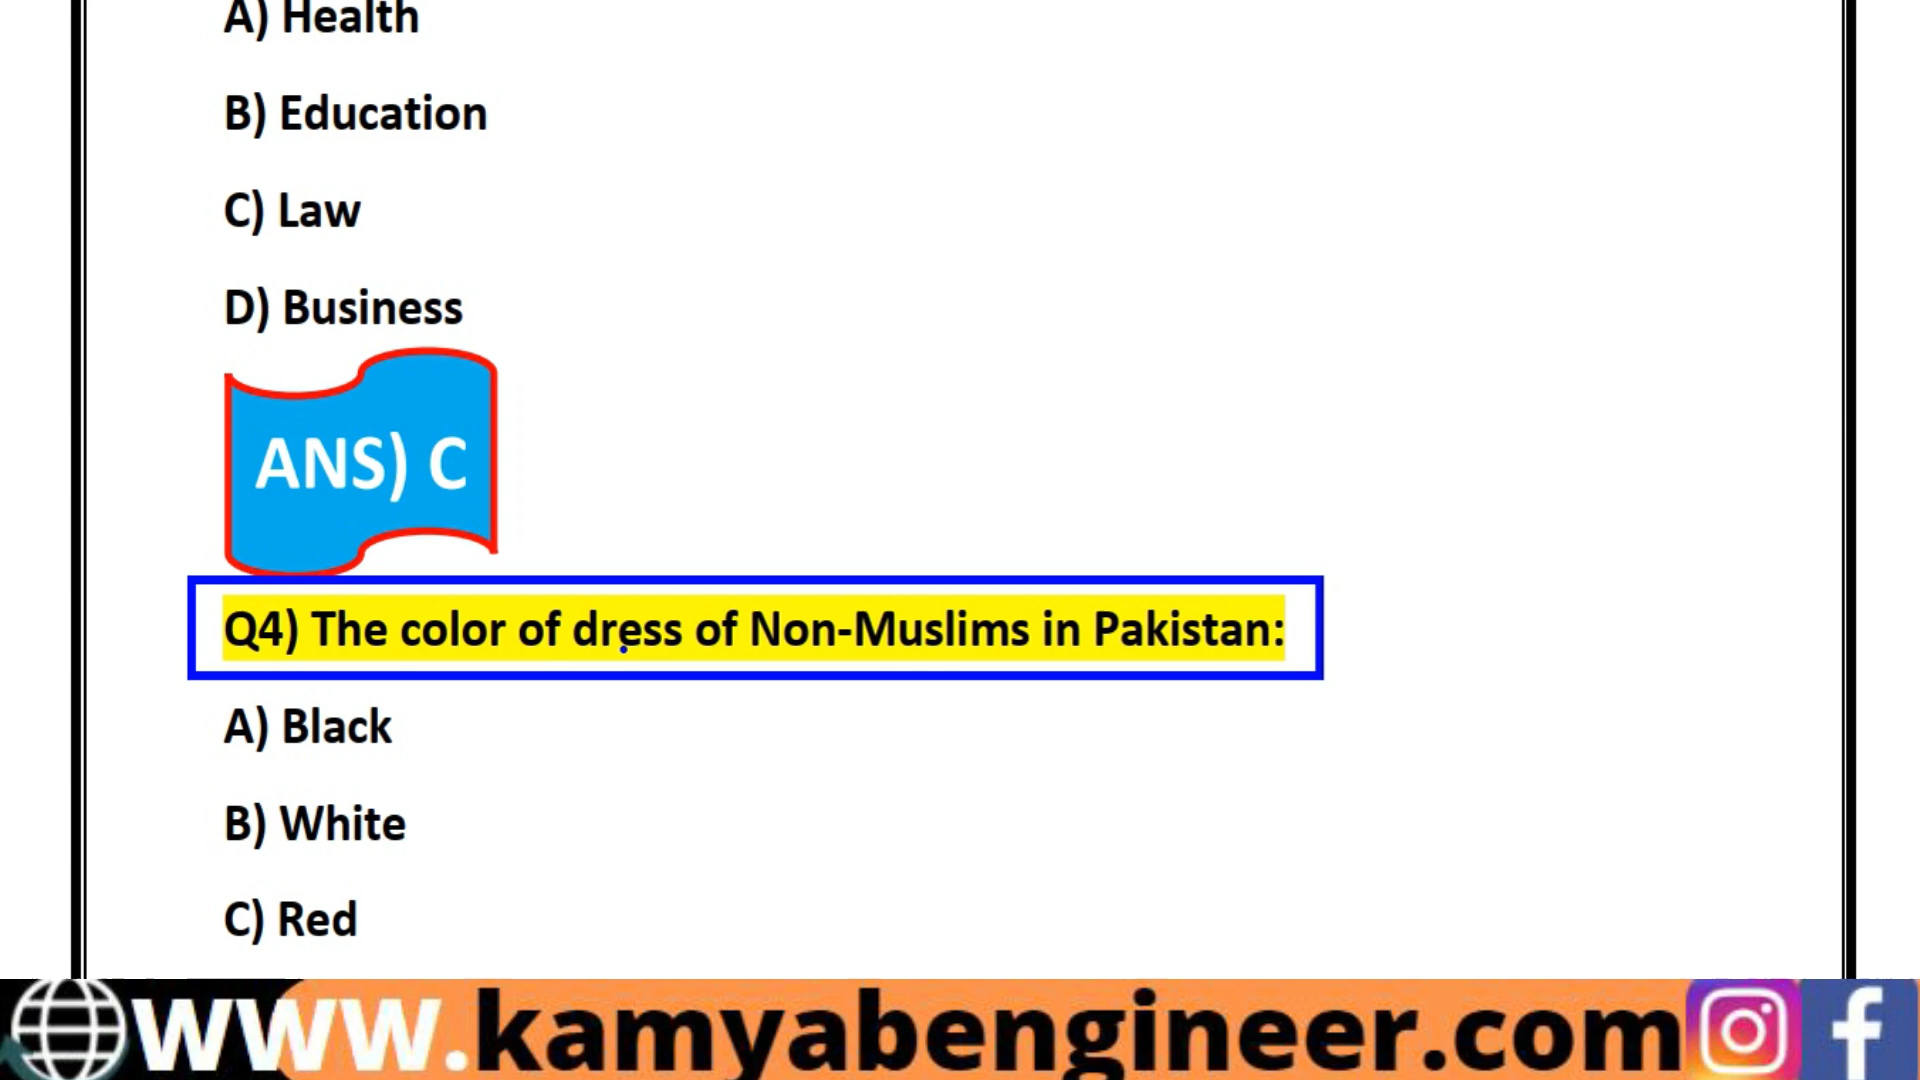 A) Health
B) Education
C) Law
D) Business
ANS) C
Q4) The color of dress of Non-Muslims in Pakistan:
A) Black
B) White
C) Red
www.kamyabengineer.com